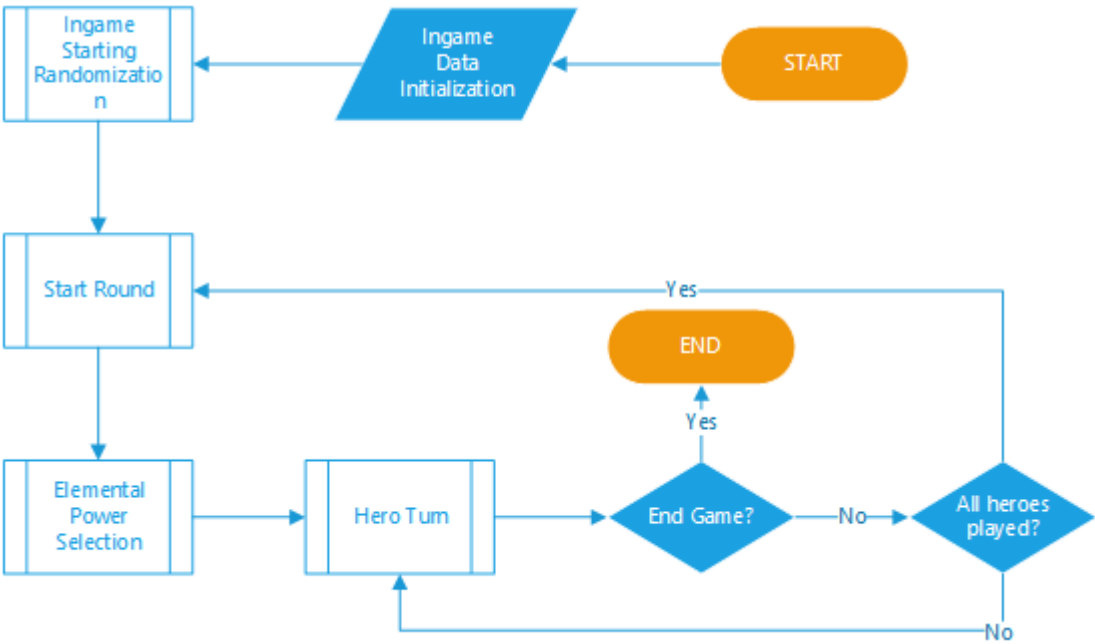 Ingame
Starting
Randomizatio
n
Ingame
Data
Initialization
START
Start Round
Yes
END
Yes
Elemental
Power
Selection
Hero Turn
End Game?
No
All heroes
played?
No